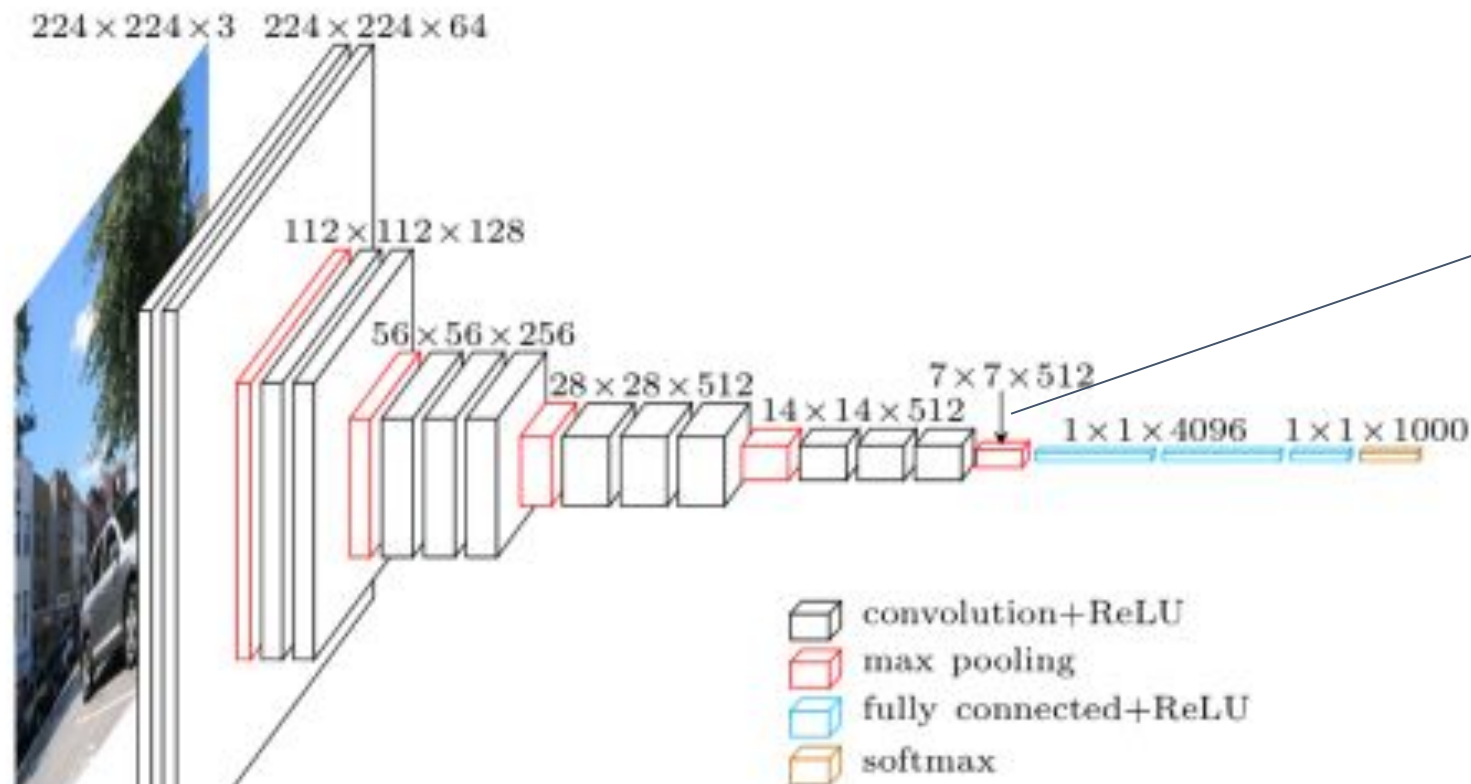 224×224×3 224×224×64
112×112×128
56×56×256
28×28×512
14×14×512
7×7×512
1×1×4096 1×1×1000
convolution+ReLU
max pooling
fully connected+ReLU
softmax